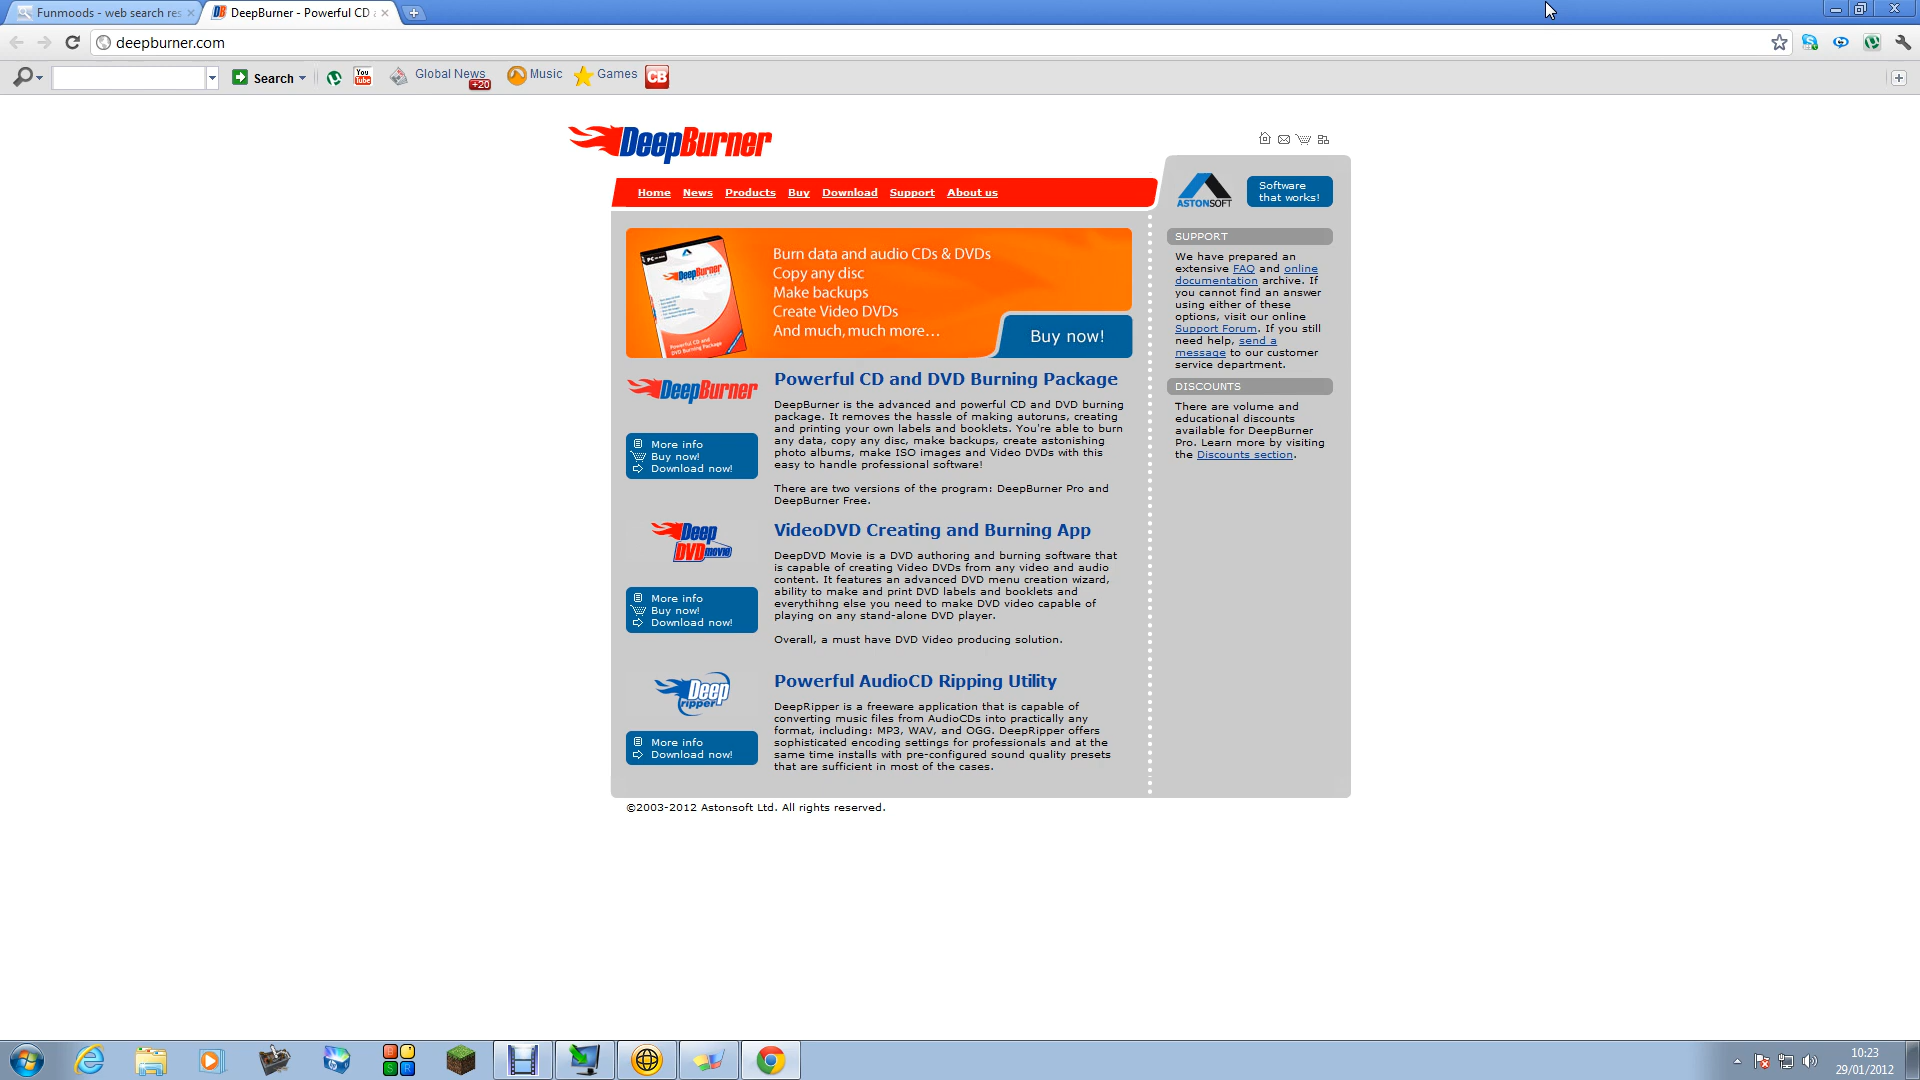 Funmoods - web search res
DeepBurner - Powerful CD a
deepburner.com
Search
You
Tube
Global News
+20
Music
Games
CB
DeepBurner
Home News Products Buy Download Support About us
ASTONSOFT
Software
that works!
Burn data and audio CDs & DVDs
Copy any disc
Make backups
Create Video DVDs
And much, much more...
Buy now!
DeepBurner
Powerful CD and
DVD Burning Package
SUPPORT
We have prepared an
extensive FAQ and online
documentation archive. If
you cannot find an answer
using either of these
options, visit our online
Support Forum. If you still
need help, send a
message to our customer
service department.
DISCOUNTS
There are volume and
educational discounts
available for DeepBurner
Pro. Learn more by visiting
the Discounts section.
DeepBurner
More info
Buy now!
Download now!
Powerful CD and DVD Burning Package
DeepBurner is the advanced and powerful CD and DVD burning
package. It removes the hassle of making autoruns, creating
and printing your own labels and booklets. You're able to burn
any data, copy any disc, make backups, create astonishing
photo albums, make ISO images and Video DVDs with this
easy to handle professional software!
There are two versions of the program: DeepBurner Pro and
DeepBurner Free.
Deep
DVD movie
More info
Buy now!
Download now!
VideoDVD Creating and Burning App
DeepDVD Movie is a DVD authoring and burning software that
is capable of creating Video DVDs from any video and audio
content. It features an advanced DVD menu creation wizard,
ability to make and print DVD labels and booklets and
everythihng else you need to make DVD video capable of
playing on any stand-alone DVD player.
Overall, a must have DVD Video producing solution.
Deep
ripper
More info
Download now!
Powerful AudioCD Ripping Utility
DeepRipper is a freeware application that is capable of
converting music files from AudioCDs into practically any
format, including: MP3, WAV, and OGG. DeepRipper offers
sophisticated encoding settings for professionals and at the
same time installs with pre-configured sound quality presets
that are sufficient in most of the cases.
©2003-2012 Astonsoft Ltd. All rights reserved.
10:23
29/01/2012